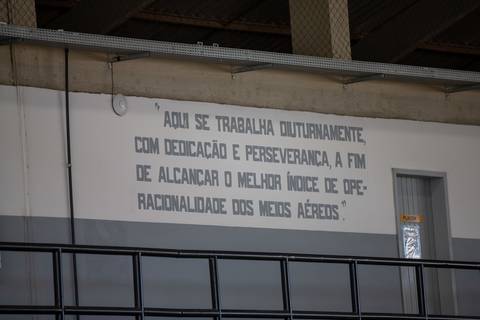 "AQUI SE TRABALHA DIUTURNAMENTE,
COM DEDICAÇÃO E PERSEVERANÇA, A FIM
DE ALCANÇAR O MELHOR ÍNDICE DE OPE-
RACIONALIDADE DOS MEIOS AÉREOS".